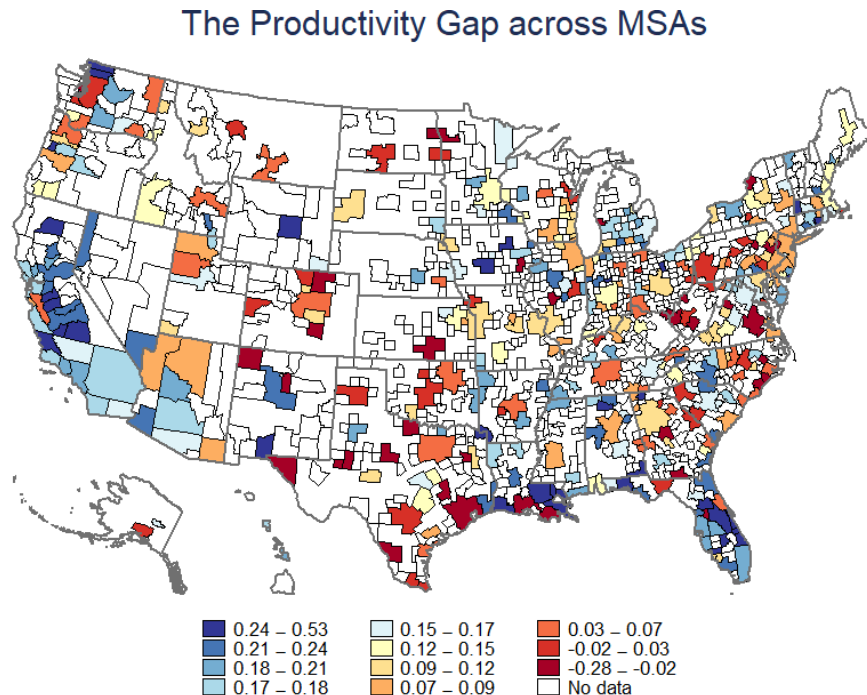 The Productivity Gap across MSAs
0.24 – 0.53
0.21 – 0.24
0.18 – 0.21
0.17 – 0.18
0.15 – 0.17
0.12 – 0.15
0.09 – 0.12
0.07 – 0.09
0.03 – 0.07
-0.02 – 0.03
-0.28 – -0.02
No data